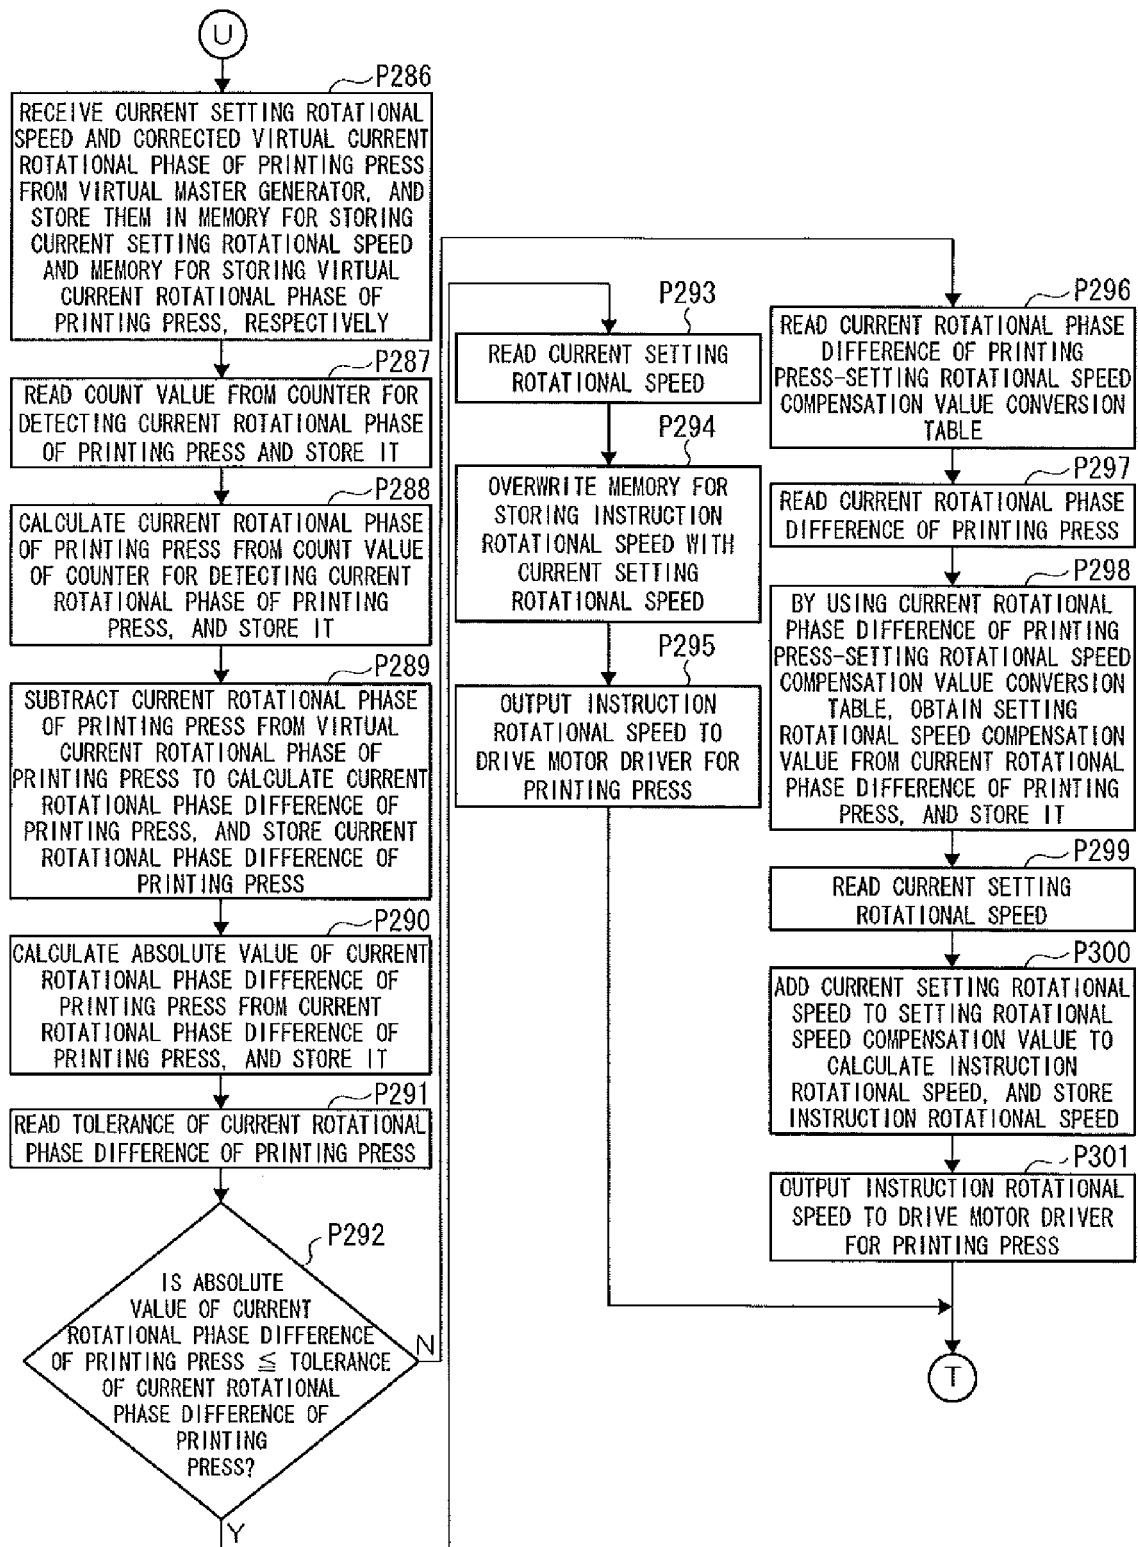 U
P286
RECEIVE CURRENT SETTING ROTATIONAL
SPEED AND CORRECTED VIRTUAL CURRENT
ROTATIONAL PHASE OF PRINTING PRESS
FROM VIRTUAL MASTER GENERATOR, AND
STORE THEM IN MEMORY FOR STORING
CURRENT SETTING ROTATIONAL SPEED
AND MEMORY FOR STORING VIRTUAL
CURRENT ROTATIONAL PHASE OF
PRINTING PRESS, RESPECTIVELY
P287
READ COUNT VALUE FROM COUNTER FOR
DETECTING CURRENT ROTATIONAL PHASE
OF PRINTING PRESS AND STORE IT
P288
CALCULATE CURRENT ROTATIONAL PHASE
OF PRINTING PRESS FROM COUNT VALUE
OF COUNTER FOR DETECTING CURRENT
ROTATIONAL PHASE OF PRINTING
PRESS, AND STORE IT
P289
SUBTRACT CURRENT ROTATIONAL PHASE
OF PRINTING PRESS FROM VIRTUAL
CURRENT ROTATIONAL PHASE OF
PRINTING PRESS TO CALCULATE CURRENT
ROTATIONAL PHASE DIFFERENCE OF
PRINTING PRESS, AND STORE CURRENT
ROTATIONAL PHASE DIFFERENCE OF
PRINTING PRESS
P290
CALCULATE ABSOLUTE VALUE OF CURRENT
ROTATIONAL PHASE DIFFERENCE OF
PRINTING PRESS FROM CURRENT
ROTATIONAL PHASE DIFFERENCE OF
PRINTING PRESS, AND STORE IT
P291
READ TOLERANCE OF CURRENT ROTATIONAL
PHASE DIFFERENCE OF PRINTING PRESS
P292
IS ABSOLUTE
VALUE OF CURRENT
ROTATIONAL PHASE DIFFERENCE
OF PRINTING PRESS ≦ TOLERANCE
OF CURRENT ROTATIONAL
PHASE DIFFERENCE OF
PRINTING
PRESS?
N
Y
P293
READ CURRENT SETTING
ROTATIONAL SPEED
P294
OVERWRITE MEMORY FOR
STORING INSTRUCTION
ROTATIONAL SPEED WITH
CURRENT SETTING
ROTATIONAL SPEED
P295
OUTPUT INSTRUCTION
ROTATIONAL SPEED TO
DRIVE MOTOR DRIVER FOR
PRINTING PRESS
P296
READ CURRENT ROTATIONAL PHASE
DIFFERENCE OF PRINTING
PRESS-SETTING ROTATIONAL SPEED
COMPENSATION VALUE CONVERSION
TABLE
P297
READ CURRENT ROTATIONAL PHASE
DIFFERENCE OF PRINTING PRESS
P298
BY USING CURRENT ROTATIONAL
PHASE DIFFERENCE OF PRINTING
PRESS-SETTING ROTATIONAL SPEED
COMPENSATION VALUE CONVERSION
TABLE, OBTAIN SETTING
ROTATIONAL SPEED COMPENSATION
VALUE FROM CURRENT ROTATIONAL
PHASE DIFFERENCE OF PRINTING
PRESS, AND STORE IT
P299
READ CURRENT SETTING
ROTATIONAL SPEED
P300
ADD CURRENT SETTING ROTATIONAL
SPEED TO SETTING ROTATIONAL
SPEED COMPENSATION VALUE TO
CALCULATE INSTRUCTION
ROTATIONAL SPEED, AND STORE
INSTRUCTION ROTATIONAL SPEED
P301
OUTPUT INSTRUCTION ROTATIONAL
SPEED TO DRIVE MOTOR DRIVER
FOR PRINTING PRESS
T